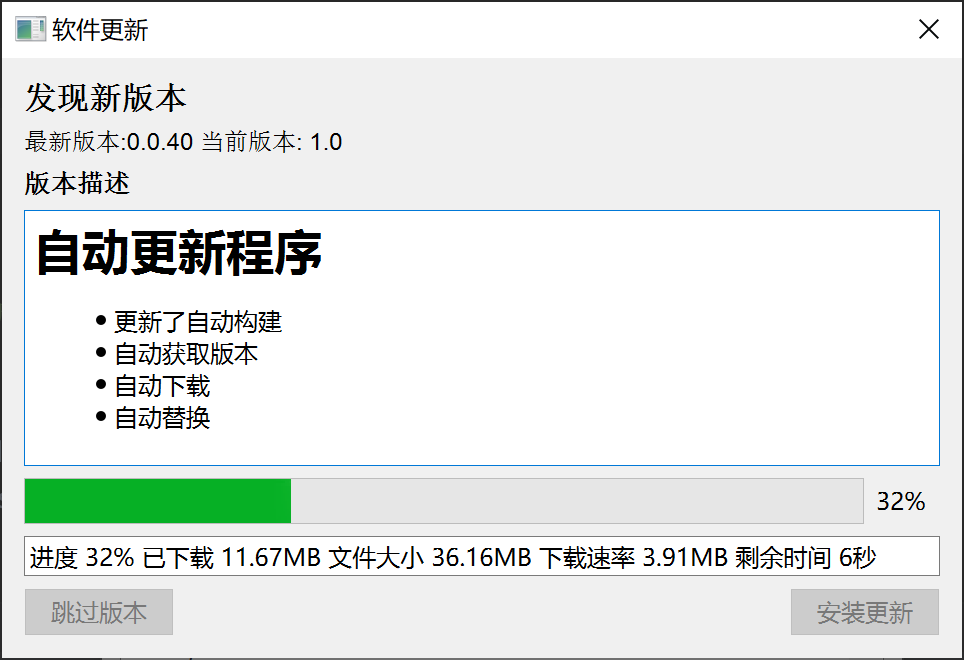 软件更新
发现新版本
最新版本:0.0.40 当前版本: 1.0
版本描述
自动更新程序
更新了自动构建
自动获取版本
自动下载
自动替换
32%
进度 32% 已下载 11.67MB 文件大小 36.16MB 下载速率 3.91MB 剩余时间 6秒
跳过版本
安装更新